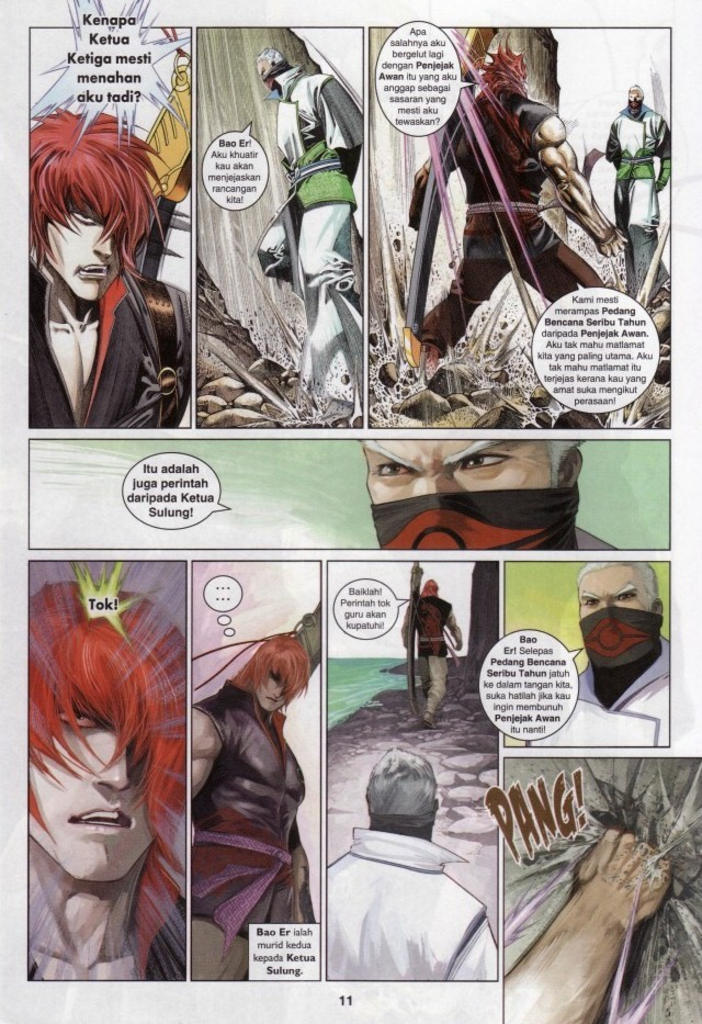 Kenapa
Ketua
Ketiga mesti
menahan
aku tadi?
Bao Er!
Aku khuatir
kau akan
menjejaskan
rancangan
kita!
Apa
salahnya aku
bergelut lagi
dengan Penjejak
Awan itu yang aku
anggap sebagai
sasaran yang
mesti aku
tewaskan?
Kami mesti
merampas Pedang
Bencana Seribu Tahun
daripada Penjejak Awan.
Aku tak mahu matlamat
kita yang paling utama. Aku
tak mahu matlamat itu
terjejas kerana kau yang
amat suka mengikut
perasaan!
Itu adalah
juga perintah
daripada Ketua
Sulung!
Tok!
...
...
Bao Er ialah
murid kedua
kepada Ketua
Sulung.
Baiklah!
Perintah tok
guru akan
kupatuhi!
Bao
Er! Selepas
Pedang Bencana
Seribu Tahun jatuh
ke dalam tangan kita,
suka hatilah jika kau
ingin membunuh
Penjejak Awan
itu nanti!
PANG!
11